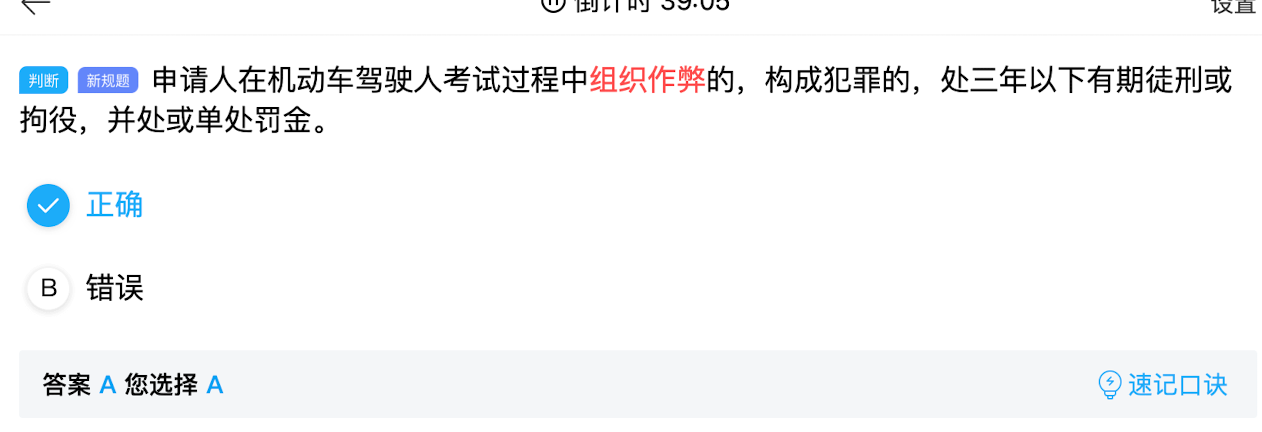 倒计时 39:05
设置
判断 新规题 申请人在机动车驾驶人考试过程中组织作弊的，构成犯罪的，处三年以下有期徒刑或
拘役，并处或单处罚金。
正确
B 错误
答案 A 您选择 A
速记口诀